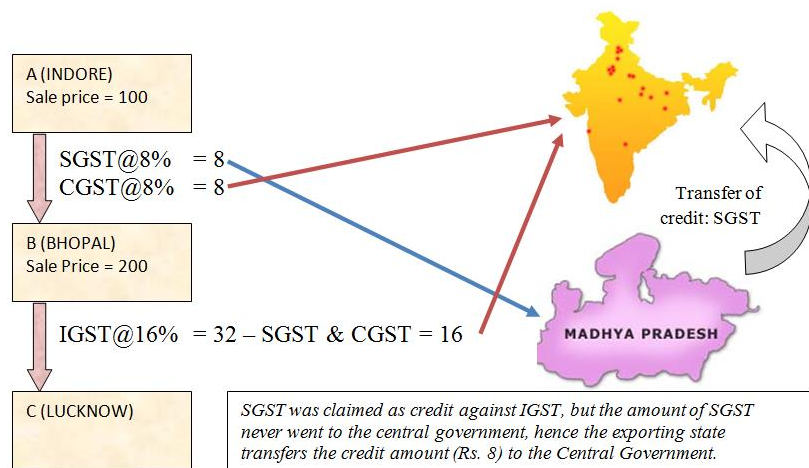 A (INDORE)
Sale price = 100
SGST@8% = 8
CGST@8% = 8
Transfer of
credit: SGST
B (BHOPAL)
Sale Price = 200
IGST@16% = 32 – SGST & CGST = 16
MADHYA PRADESH
C (LUCKNOW)
SGST was claimed as credit against IGST, but the amount of SGST
never went to the central government, hence the exporting state
transfers the credit amount (Rs. 8) to the Central Government.